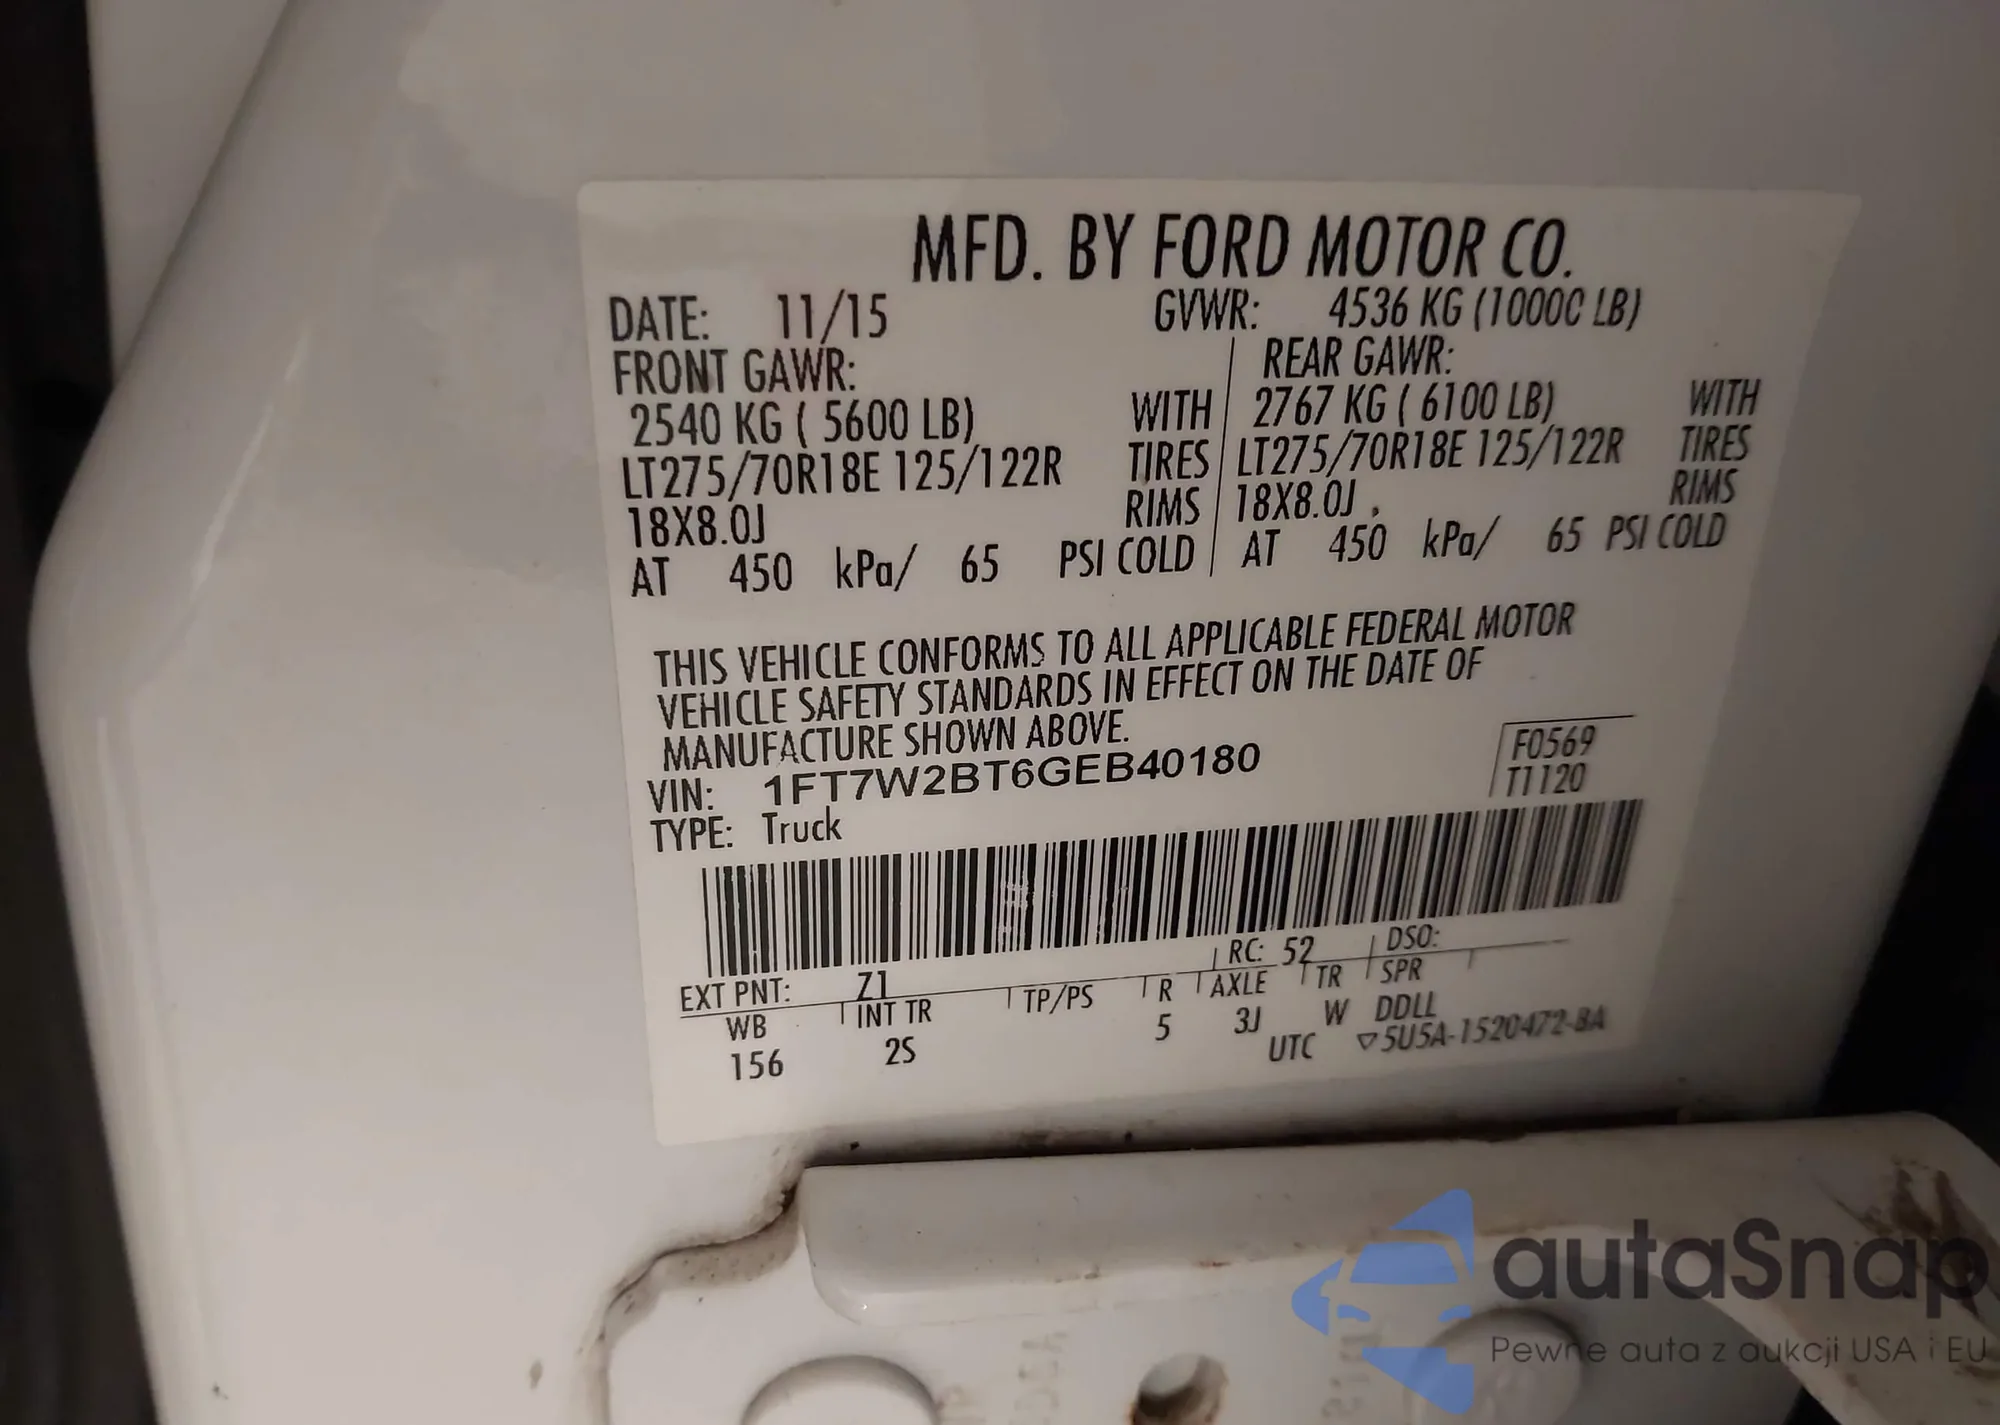 MFD. BY FORD MOTOR CO.
DATE: 11/15 GVWR: 4536 KG (10000 LB)
FRONT GAWR: REAR GAWR:
2540 KG ( 5600 LB) WITH 2767 KG ( 6100 LB) WITH
LT275/70R18E 125/122R TIRES LT275/70R18E 125/122R TIRES
18X8.0J RIMS 18X8.0J RIMS
AT 450 kPa/ 65 PSI COLD AT 450 kPa/ 65 PSI COLD
THIS VEHICLE CONFORMS TO ALL APPLICABLE FEDERAL MOTOR
VEHICLE SAFETY STANDARDS IN EFFECT ON THE DATE OF
MANUFACTURE SHOWN ABOVE.
VIN: 1FT7W2BT6GEB40180
F0569
TYPE: Truck
T1120
EXT PNT: Z1 RC: 52 DSO:
WB INT TR TP/PS R AXLE TR SPR
156 2S 5 3J W DDLL
UTC ▽5U5A-1520472-BA
autaSnap
Pewne auta z aukcji USA i EU